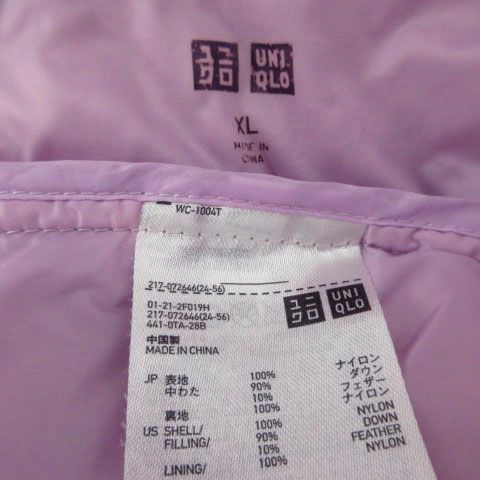 ユニ UNI
クロ QLO
XL
MADE IN
CHINA
WC-1004T
217-072646(24-56)
01-21-2F019H
217-072646(24-56)
441-0TA-28B
ユニ UNI
クロ QLO
中国製
MADE IN CHINA
JP 表地 100% ナイロン
中わた 90% ダウン
10% フェザー
裏地 100% ナイロン
US SHELL/ 100% NYLON
FILLING/ 90% DOWN
10% FEATHER
LINING/ 100% NYLON